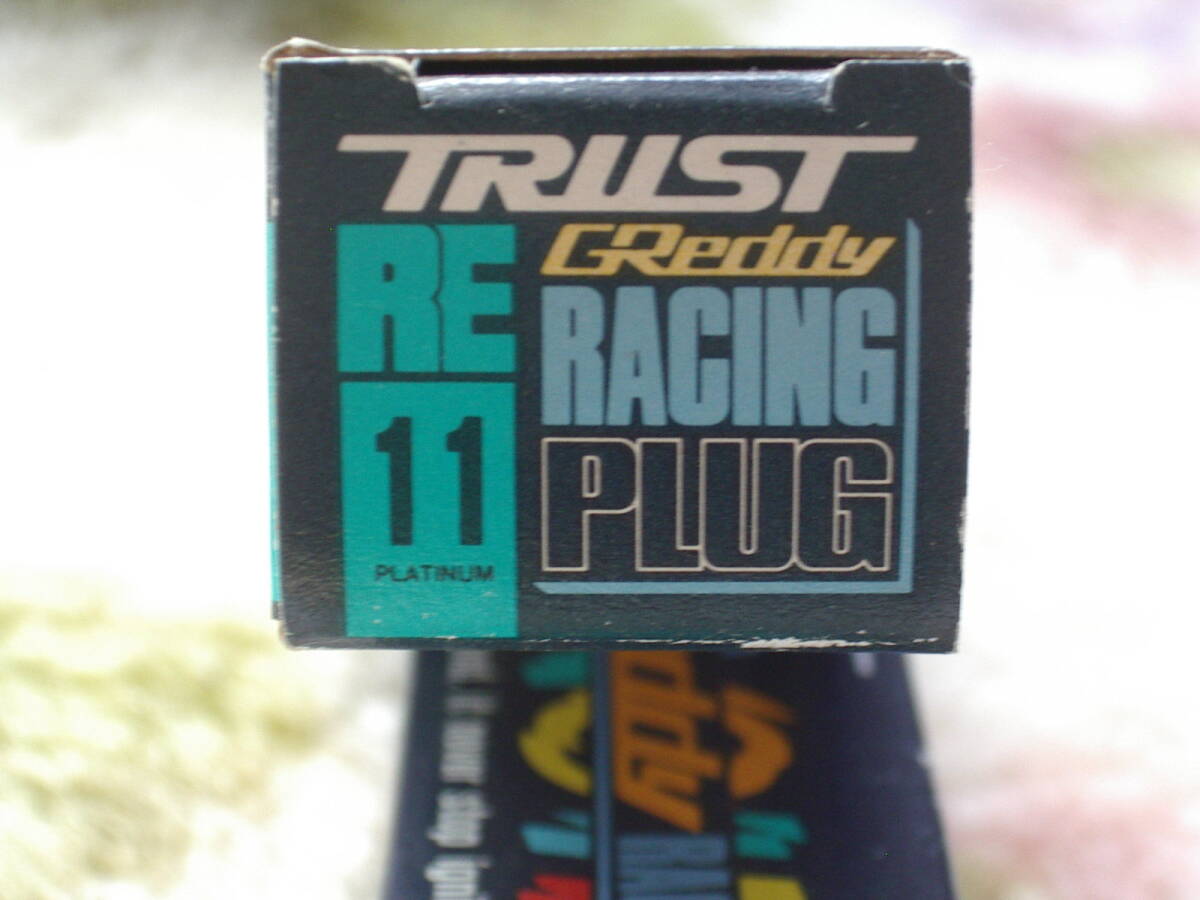 TRUST
RE
11
PLATINUM
GReddy
RACING
PLUG